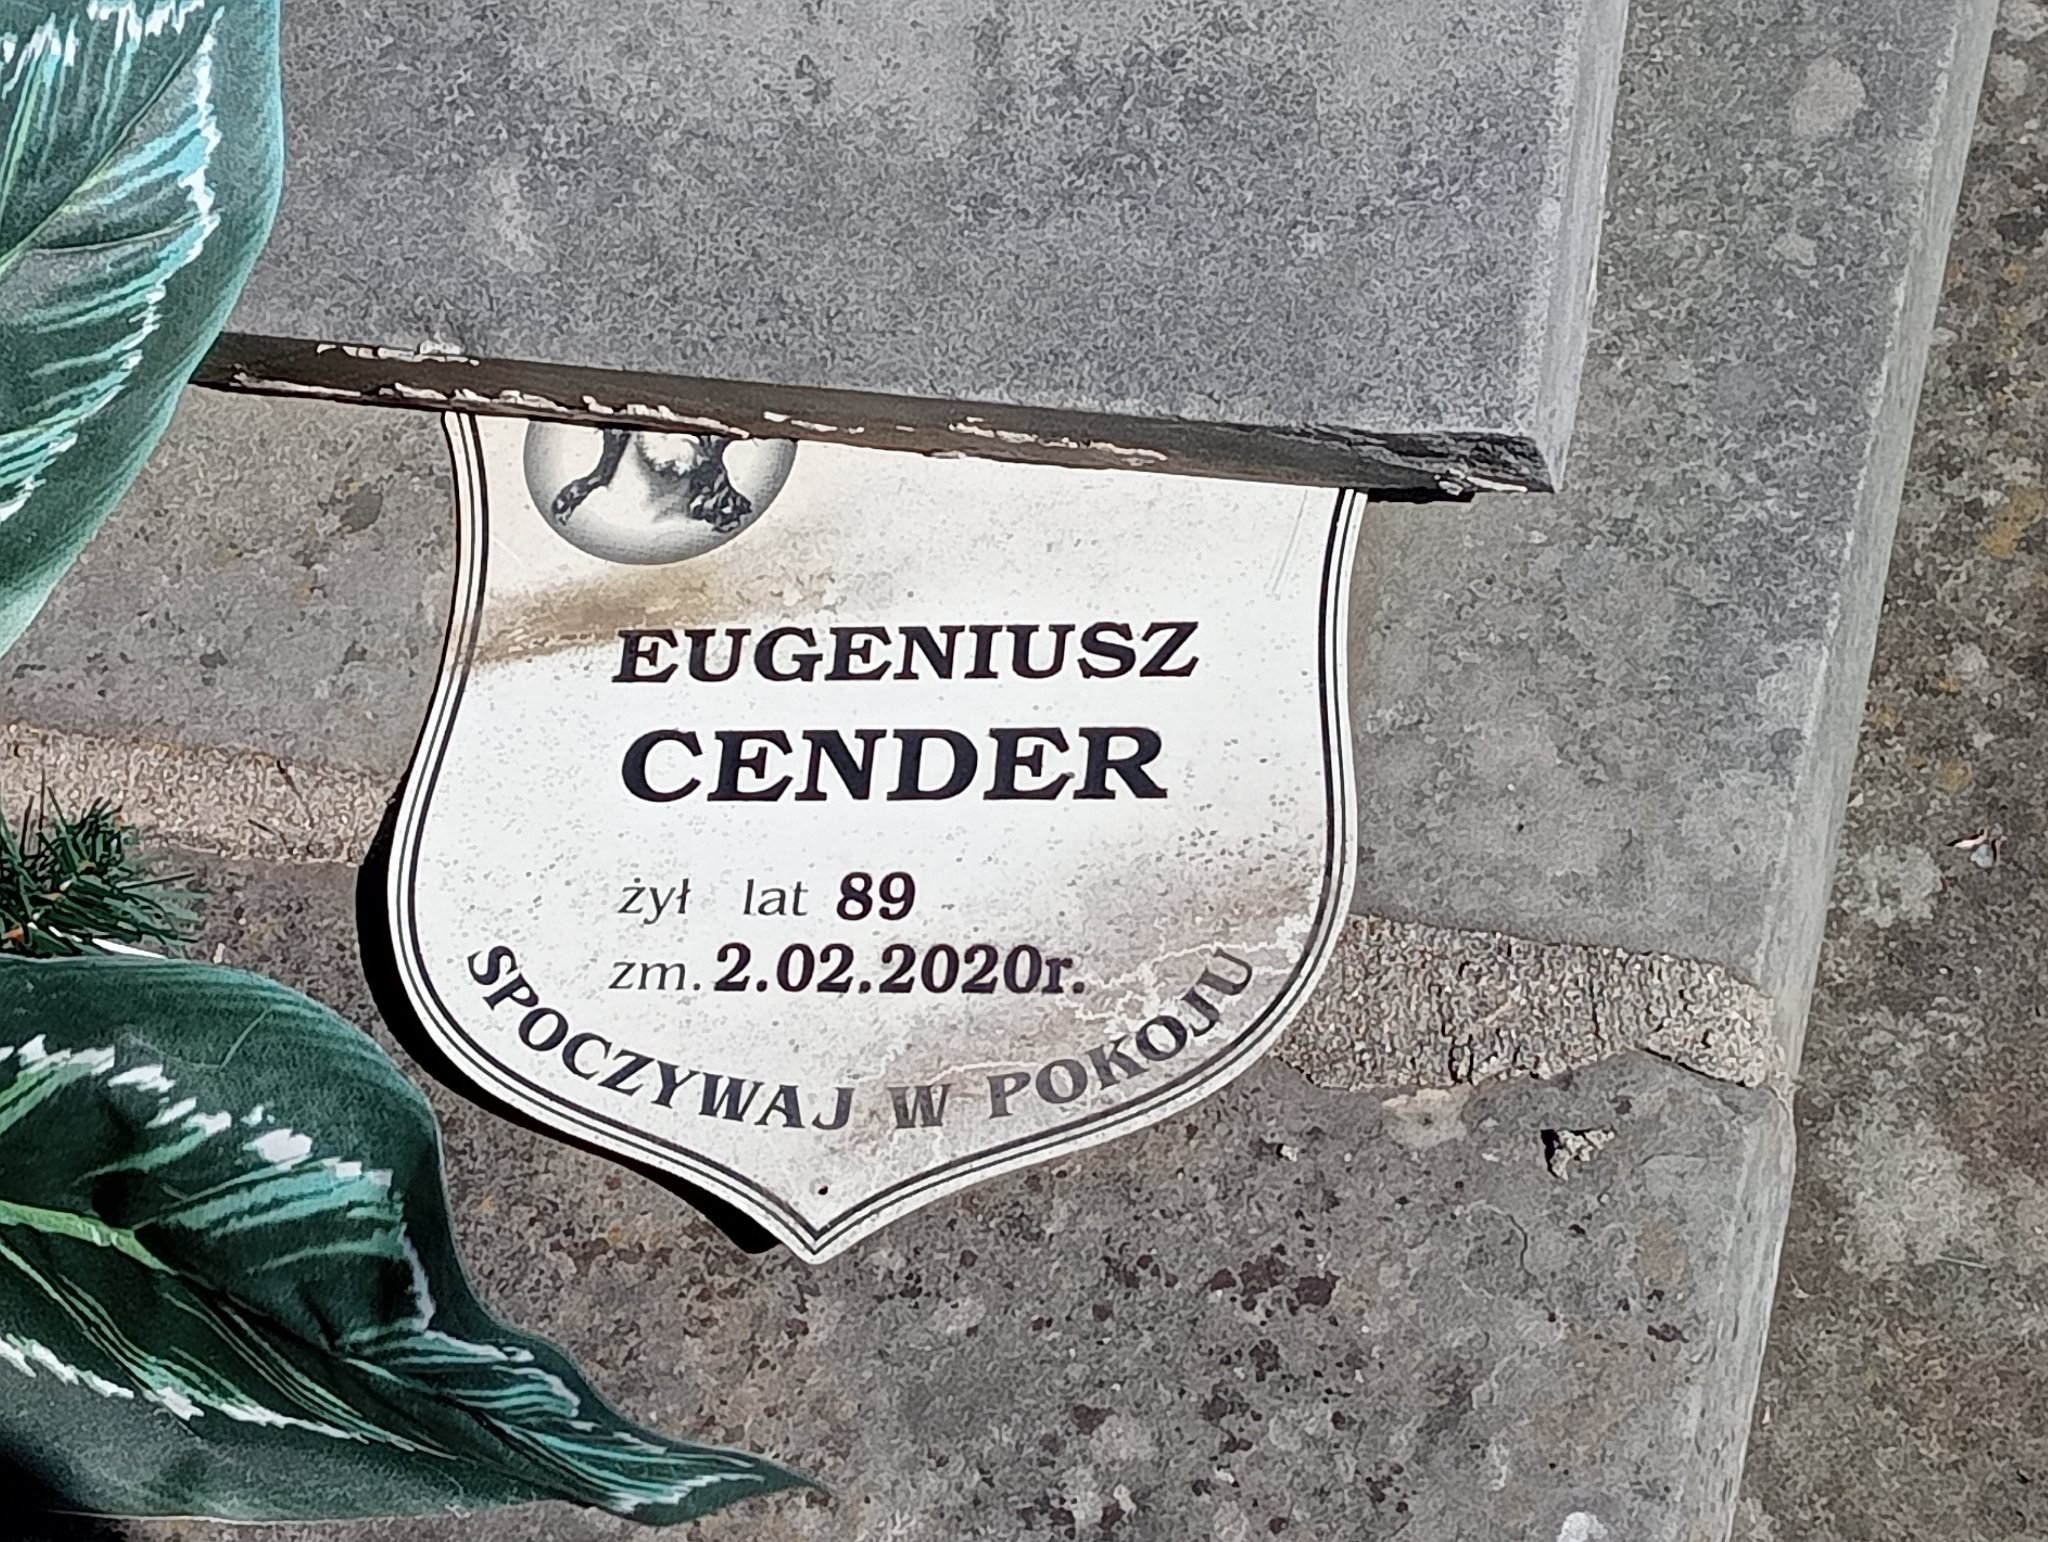 EUGENIUSZ
CENDER
żył lat 89
zm. 2.02.2020r.
SPOCZYWAJ W POKOJU